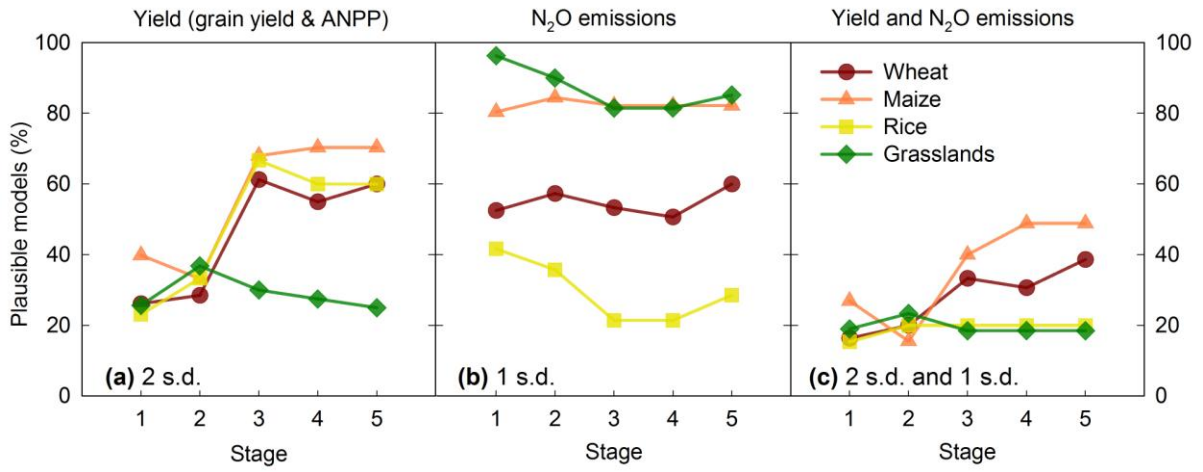 Yield (grain yield & ANPP)
N₂O emissions
Yield and N₂O emissions
Plausible models (%)
100
80
60
40
20
0
(a) 2 s.d.
(b) 1 s.d.
(c) 2 s.d. and 1 s.d.
Wheat
Maize
Rice
Grasslands
100
80
60
40
20
0
1 2 3 4 5
1 2 3 4 5
1 2 3 4 5
Stage
Stage
Stage